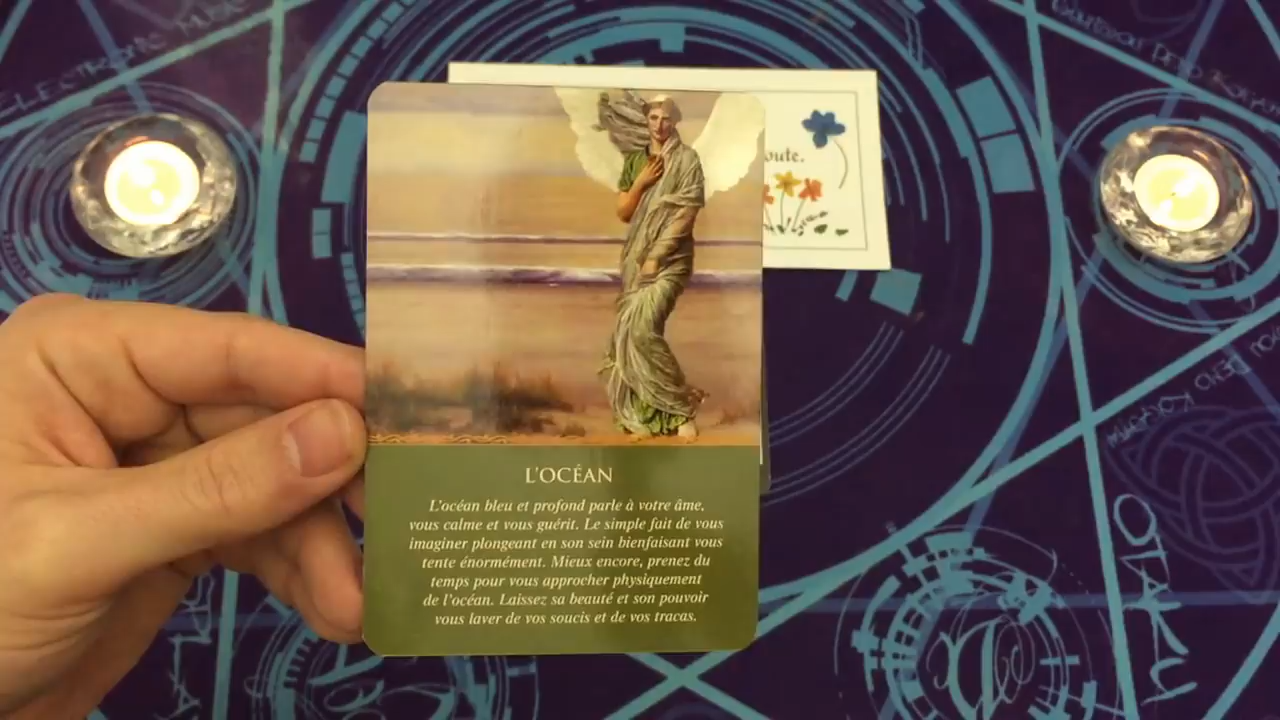 L'OCÉAN
L'océan bleu et profond parle à votre âme,
vous calme et vous guérit. Le simple fait de vous
imaginer plongeant en son sein bienfaisant vous
tente énormément. Mieux encore, prenez du
temps pour vous approcher physiquement
de l'océan. Laissez sa beauté et son pouvoir
vous laver de vos soucis et de vos tracas.
oute.
OTAKU